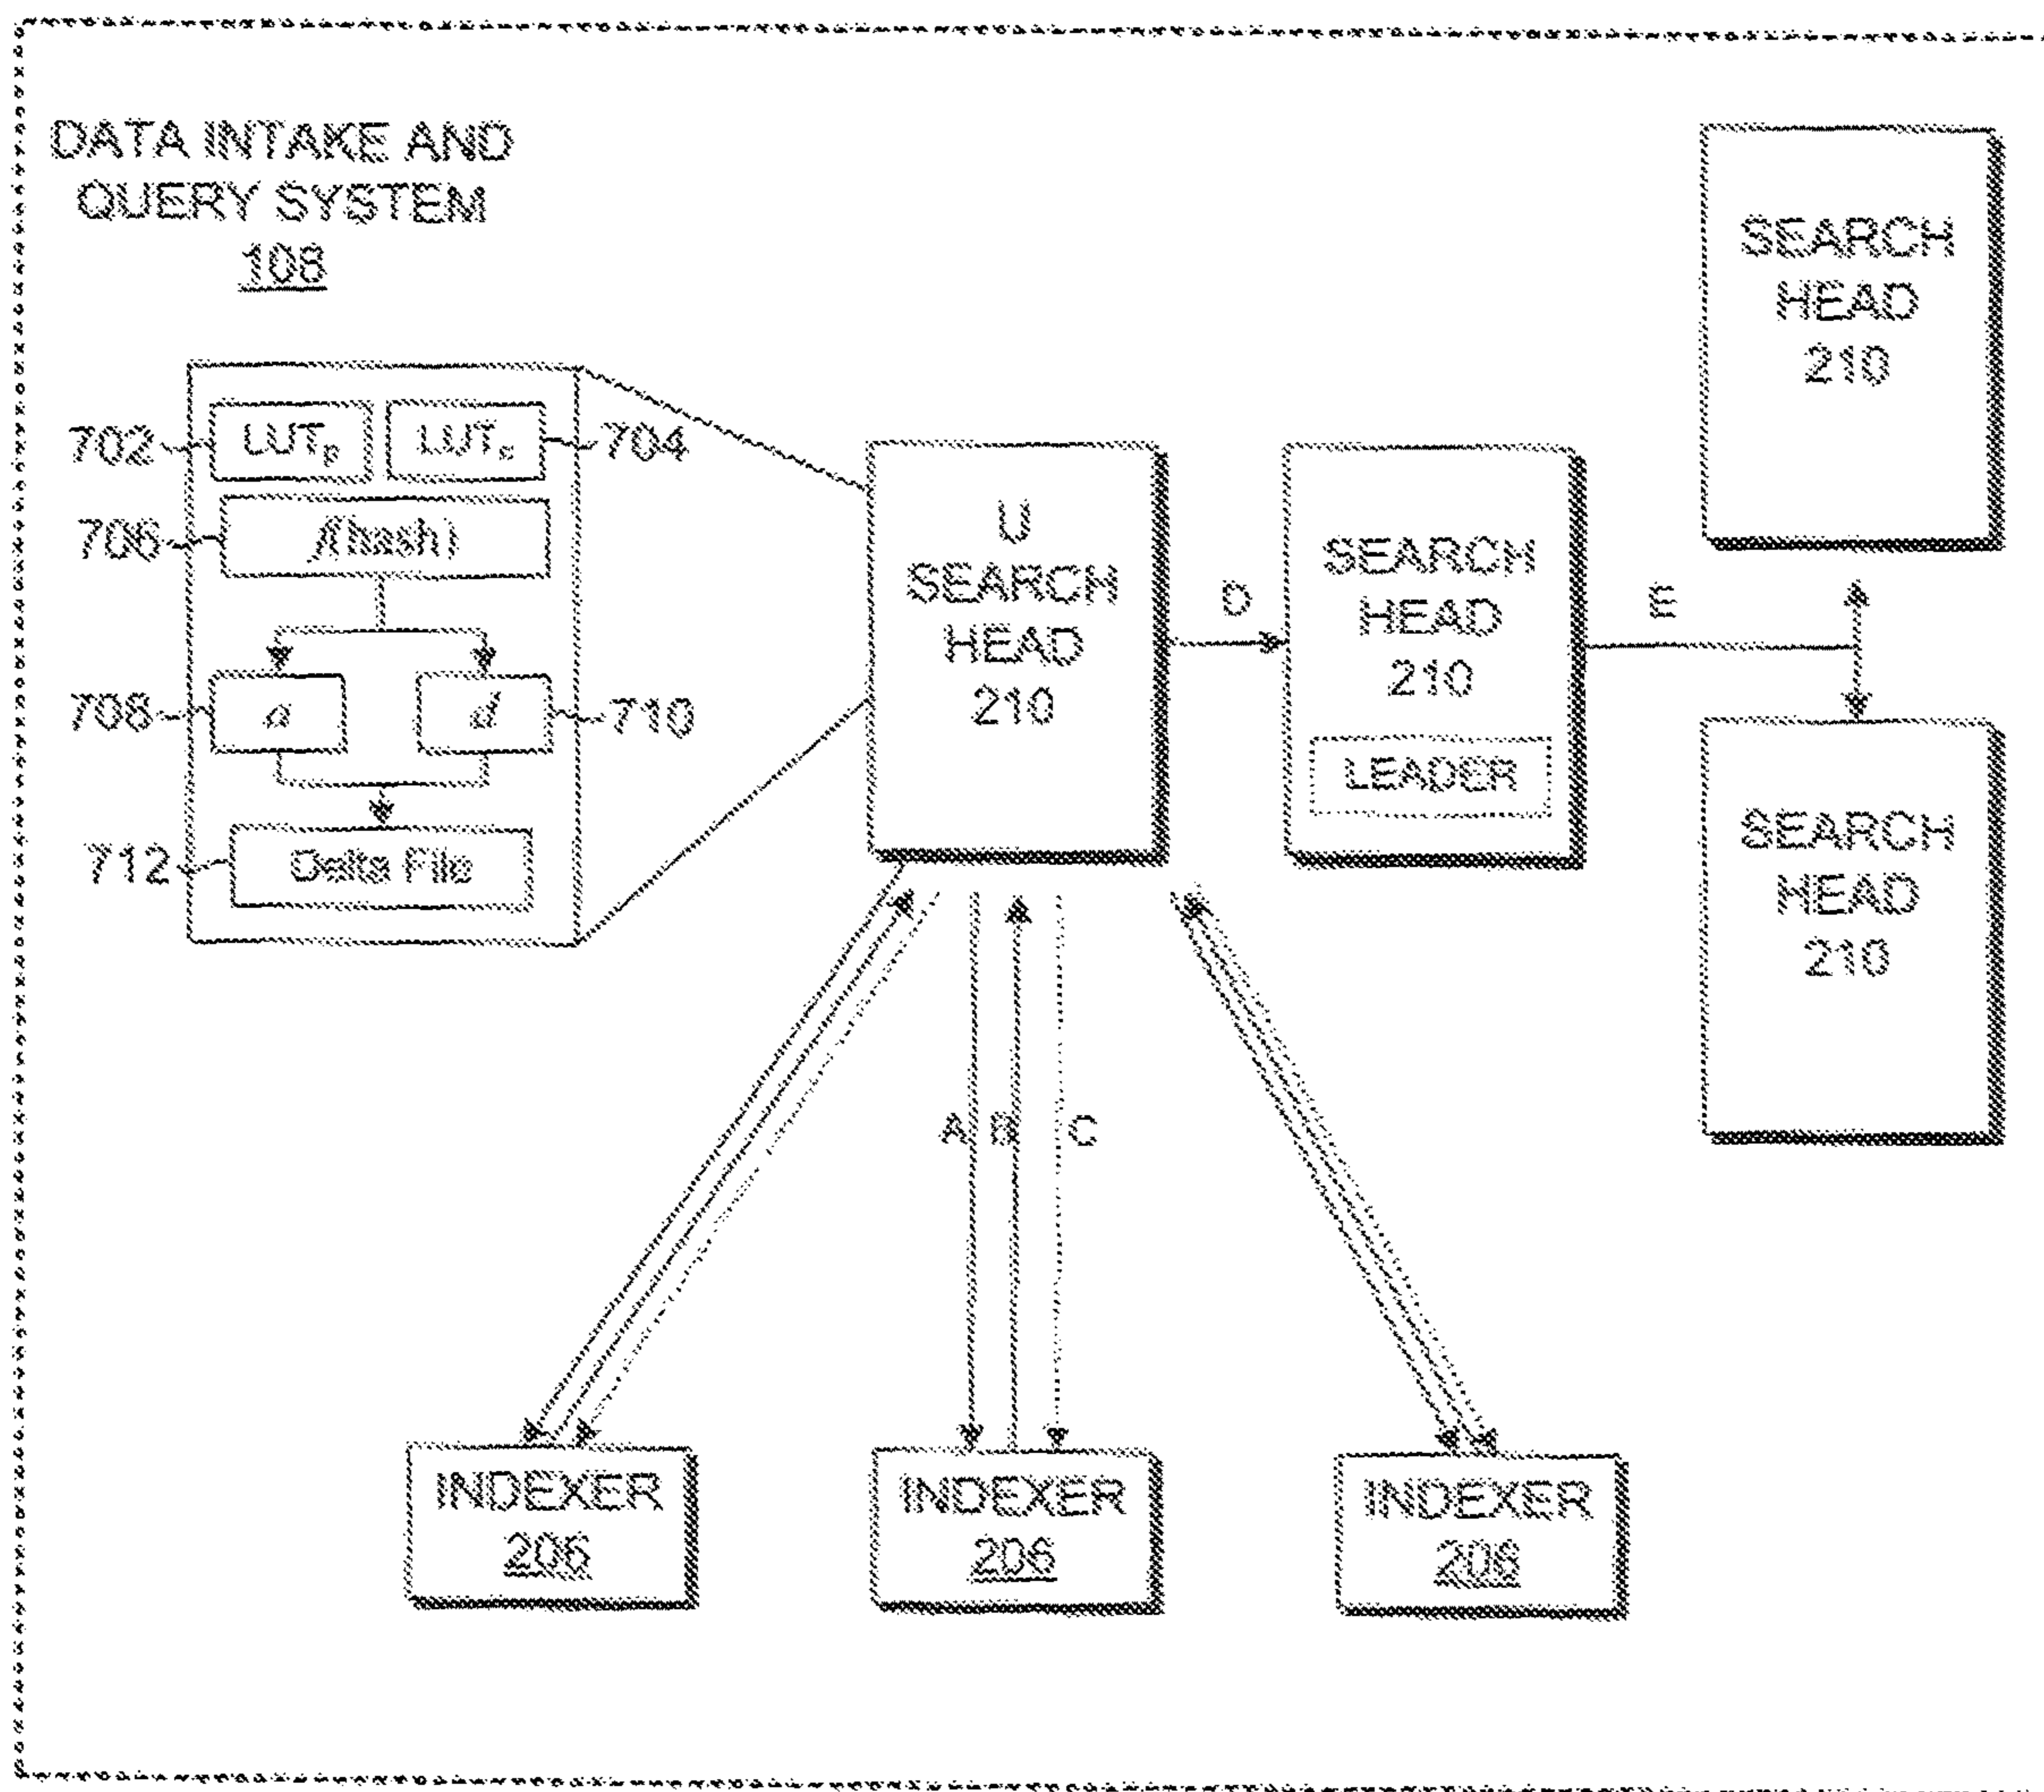 DATA INTAKE AND
QUERY SYSTEM
108
702
LUTp
LUTc
704
706
f(hash)
708
a
d
710
712
Delta File
U
SEARCH
HEAD
210
D
SEARCH
HEAD
210
LEADER
E
SEARCH
HEAD
210
SEARCH
HEAD
210
A
B
C
INDEXER
206
INDEXER
206
INDEXER
206